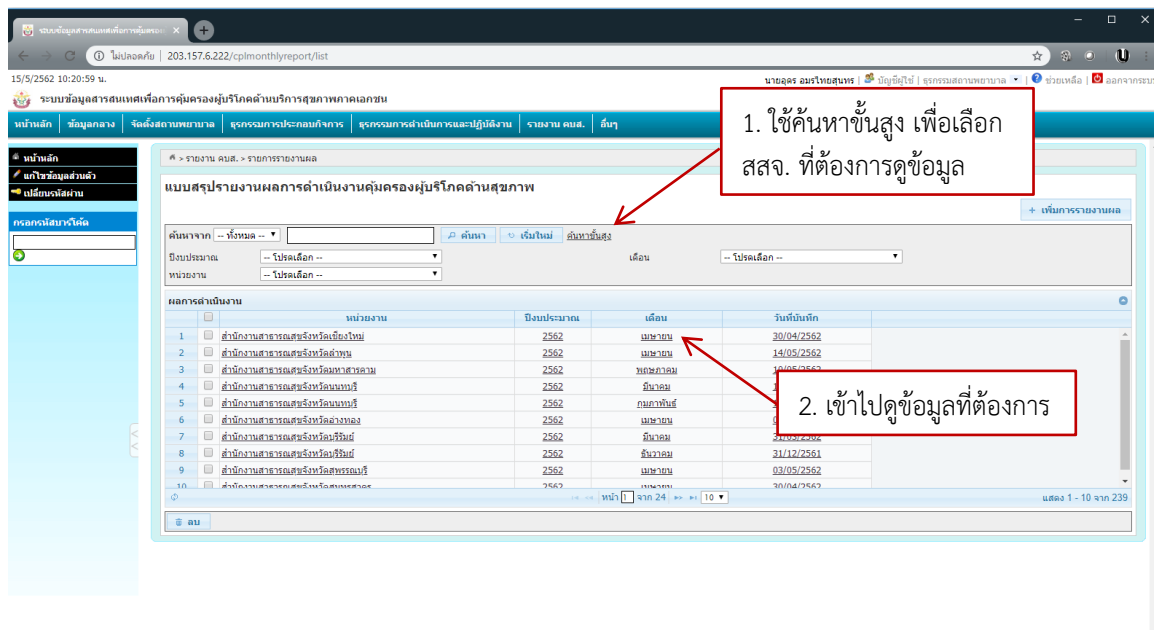 ระบบข้อมูลสารสนเทศเพื่อการคุ้มครอง
ไม่ปลอดภัย | 203.157.6.222/cplmonthlyreport/list
15/5/2562 10:20:59 น.
นายอุดร อมรไทยสุนทร | บัญชีผู้ใช้ | ธุรกรรมสถานพยาบาล | ช่วยเหลือ | ออกจากระบบ
ระบบข้อมูลสารสนเทศเพื่อการคุ้มครองผู้บริโภคด้านบริการสุขภาพภาคเอกชน
หน้าหลัก ข้อมูลกลาง จัดตั้งสถานพยาบาล ธุรกรรมการประกอบกิจการ ธุรกรรมการดำเนินการและปฏิบัติงาน รายงาน คบส. อื่นๆ
1. ใช้ค้นหาขั้นสูง เพื่อเลือก
สสจ. ที่ต้องการดูข้อมูล
หน้าหลัก
แก้ไขข้อมูลส่วนตัว
เปลี่ยนรหัสผ่าน
กรอกรหัสบาร์โค้ด
> รายงาน คบส. > รายการรายงานผล
แบบสรุปรายงานผลการดำเนินงานคุ้มครองผู้บริโภคด้านสุขภาพ
+ เพิ่มการรายงานผล
ค้นหาจาก -- ทั้งหมด -- ค้นหา เริ่มใหม่ ค้นหาขั้นสูง
ปีงบประมาณ -- โปรดเลือก -- เดือน -- โปรดเลือก --
หน่วยงาน -- โปรดเลือก --
ผลการดำเนินงาน
หน่วยงาน ปีงบประมาณ เดือน วันที่บันทึก
1 สำนักงานสาธารณสุขจังหวัดเชียงใหม่ 2562 เมษายน 30/04/2562
2 สำนักงานสาธารณสุขจังหวัดลำพูน 2562 เมษายน 14/05/2562
3 สำนักงานสาธารณสุขจังหวัดมหาสารคาม 2562 พฤษภาคม 10/05/2562
4 สำนักงานสาธารณสุขจังหวัดนนทบุรี 2562 มีนาคม
5 สำนักงานสาธารณสุขจังหวัดนนทบุรี 2562 กุมภาพันธ์
6 สำนักงานสาธารณสุขจังหวัดอ่างทอง 2562 เมษายน
7 สำนักงานสาธารณสุขจังหวัดบุรีรัมย์ 2562 มีนาคม 31/03/2562
8 สำนักงานสาธารณสุขจังหวัดบุรีรัมย์ 2562 ธันวาคม 31/12/2561
9 สำนักงานสาธารณสุขจังหวัดสุพรรณบุรี 2562 เมษายน 03/05/2562
10 สำนักงานสาธารณสุขจังหวัดสมุทรสาคร 2562 เมษายน 30/04/2562
2. เข้าไปดูข้อมูลที่ต้องการ
หน้า 1 จาก 24 10 แสดง 1 - 10 จาก 239
ลบ